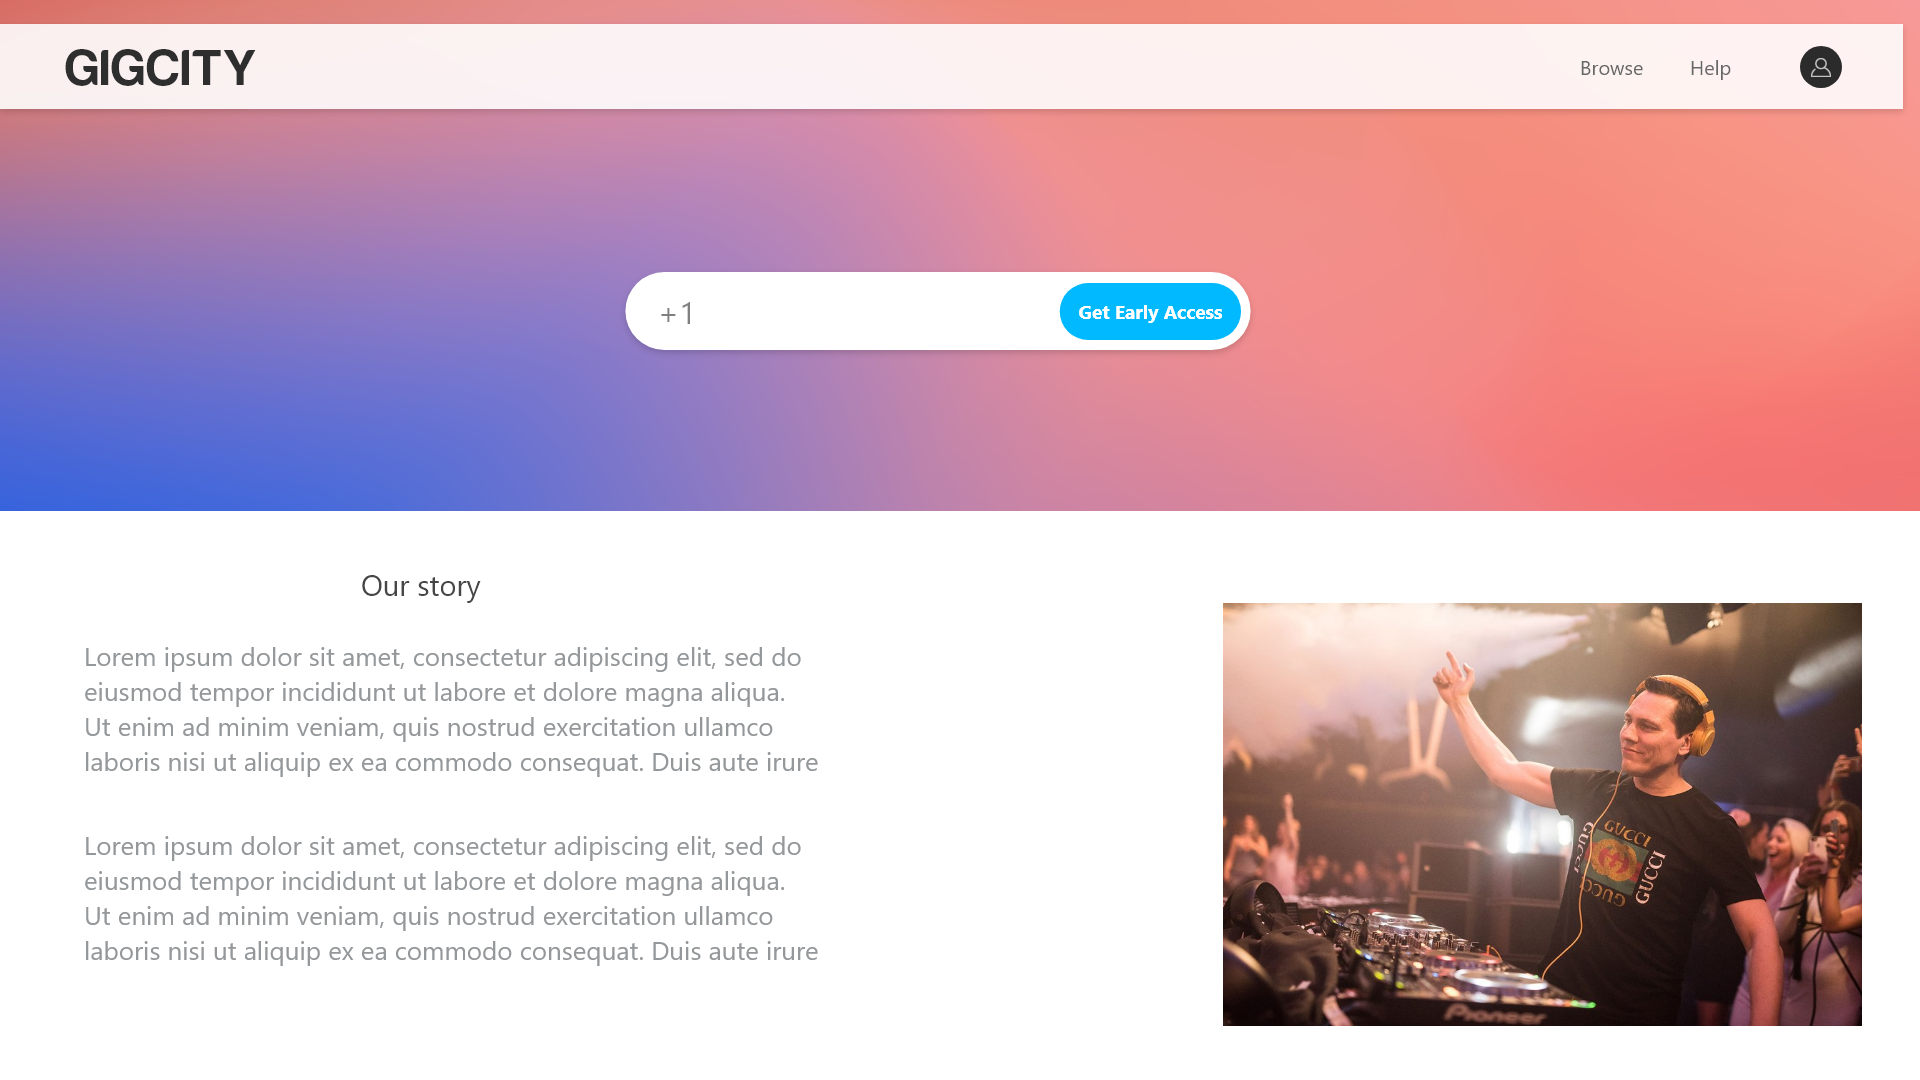 GIGCITY
Browse
Help
+1
Get Early Access
Our story
Lorem ipsum dolor sit amet, consectetur adipiscing elit, sed do
eiusmod tempor incididunt ut labore et dolore magna aliqua.
Ut enim ad minim veniam, quis nostrud exercitation ullamco
laboris nisi ut aliquip ex ea commodo consequat. Duis aute irure
Lorem ipsum dolor sit amet, consectetur adipiscing elit, sed do
eiusmod tempor incididunt ut labore et dolore magna aliqua.
Ut enim ad minim veniam, quis nostrud exercitation ullamco
laboris nisi ut aliquip ex ea commodo consequat. Duis aute irure
GUCCI
GUCCI
GUCCI
GUCCI
Pioneer